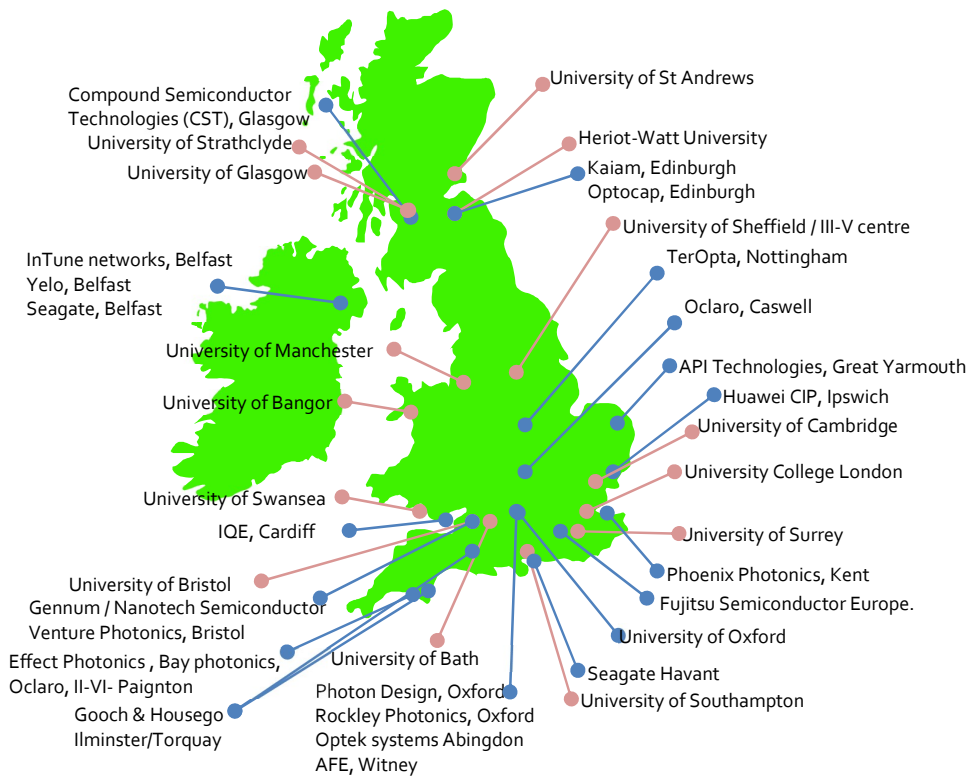 University of St Andrews
Compound Semiconductor
Technologies (CST), Glasgow
University of Strathclyde
University of Glasgow
Heriot-Watt University
Kaiam, Edinburgh
Optocap, Edinburgh
University of Sheffield / III-V centre
TerOpta, Nottingham
InTune networks, Belfast
Yelo, Belfast
Seagate, Belfast
Oclaro, Caswell
University of Manchester
API Technologies, Great Yarmouth
University of Bangor
Huawei CIP, Ipswich
University of Cambridge
University College London
University of Swansea
IQE, Cardiff
University of Surrey
Phoenix Photonics, Kent
University of Bristol
Gennum / Nanotech Semiconductor
Venture Photonics, Bristol
Fujitsu Semiconductor Europe.
University of Oxford
Effect Photonics , Bay photonics,
Oclaro, II-VI- Paignton
University of Bath
Seagate Havant
University of Southampton
Gooch & Housego
Ilminster/Torquay
Photon Design, Oxford
Rockley Photonics, Oxford
Optek systems Abingdon
AFE, Witney